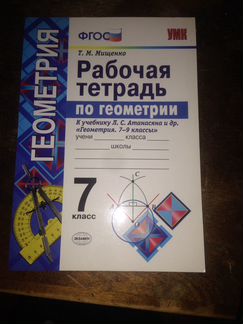 ФГОС
УМК
Т. М. Мищенко
Рабочая
тетрадь
по геометрии
К учебнику Л. С. Атанасяна и др.
«Геометрия. 7–9 классы»
учени класса
школы
ГЕОМЕТРИЯ
7
класс
ЭКЗАМЕН
C